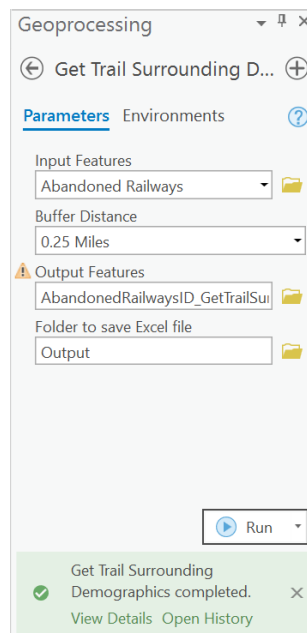 Geoprocessing
Get Trail Surrounding D...
Parameters Environments
Input Features
Abandoned Railways
Buffer Distance
0.25 Miles
Output Features
AbandonedRailwaysID_GetTrailSu
Folder to save Excel file
Output
Run
Get Trail Surrounding
Demographics completed.
View Details Open History